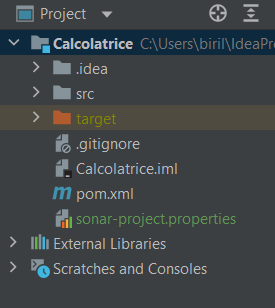 Project
Calcolatrice C:\Users\biril\IdeaPro
.idea
src
target
.gitignore
Calcolatrice.iml
pom.xml
sonar-project.properties
External Libraries
Scratches and Consoles